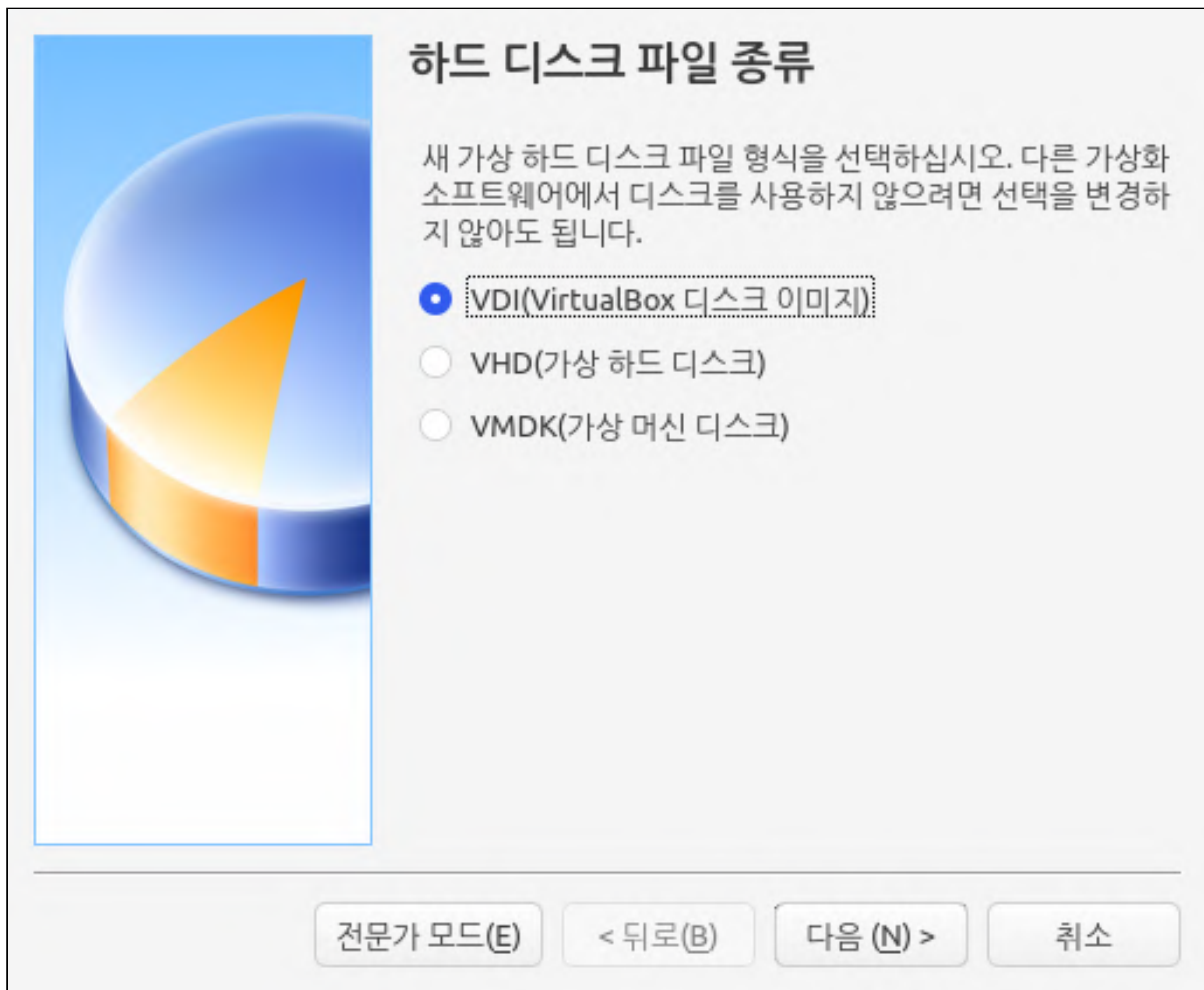 하드 디스크 파일 종류
새 가상 하드 디스크 파일 형식을 선택하십시오. 다른 가상화
소프트웨어에서 디스크를 사용하지 않으려면 선택을 변경하
지 않아도 됩니다.
VDI(VirtualBox 디스크 이미지)
VHD(가상 하드 디스크)
VMDK(가상 머신 디스크)
전문가 모드(E) < 뒤로(B) 다음 (N) > 취소